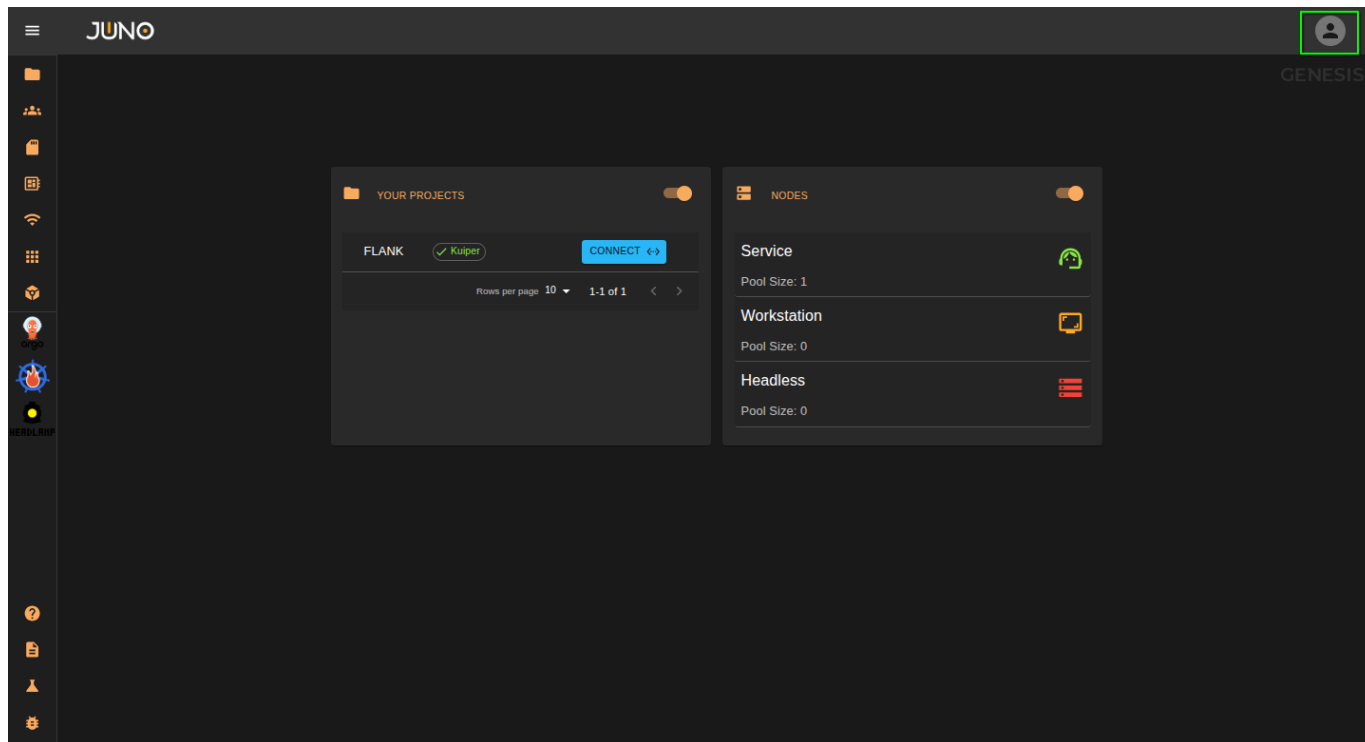 JUNO
GENESIS
YOUR PROJECTS
FLANK Kuiper CONNECT
Rows per page 10 1-1 of 1
NODES
Service
Pool Size: 1
Workstation
Pool Size: 0
Headless
Pool Size: 0
argo
HEADLAMP